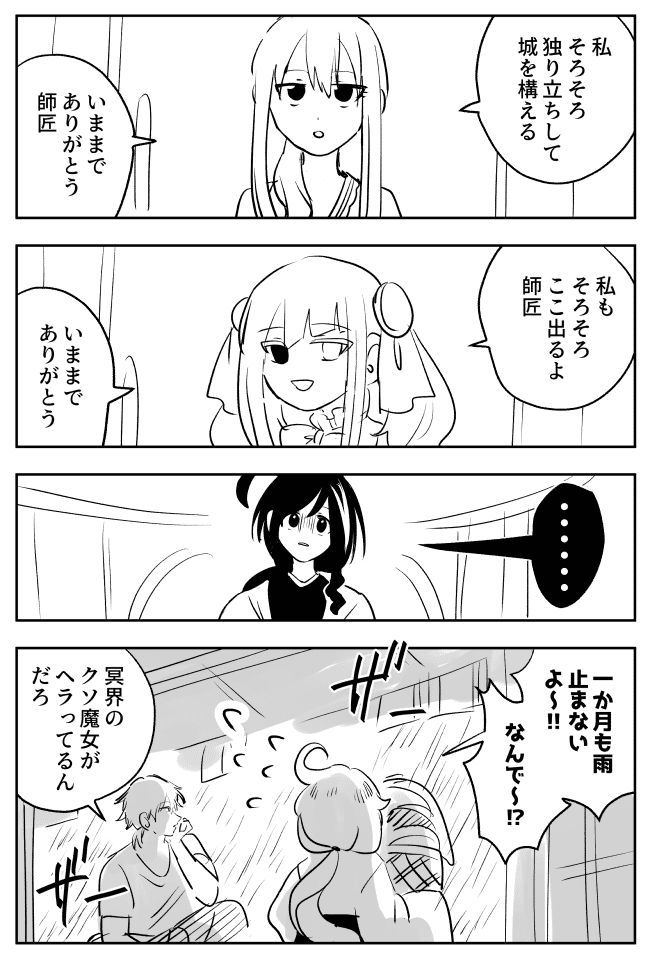 私
そろそろ
独り立ちして
城を構える
いままで
ありがとう
師匠
私も
そろそろ
ここ出るよ
師匠
いままで
ありがとう
……
一か月も雨
止まない
よ～!!
なんで～!?
ザー
冥界の
クソ魔女が
ヘラってるん
だろ
ザー